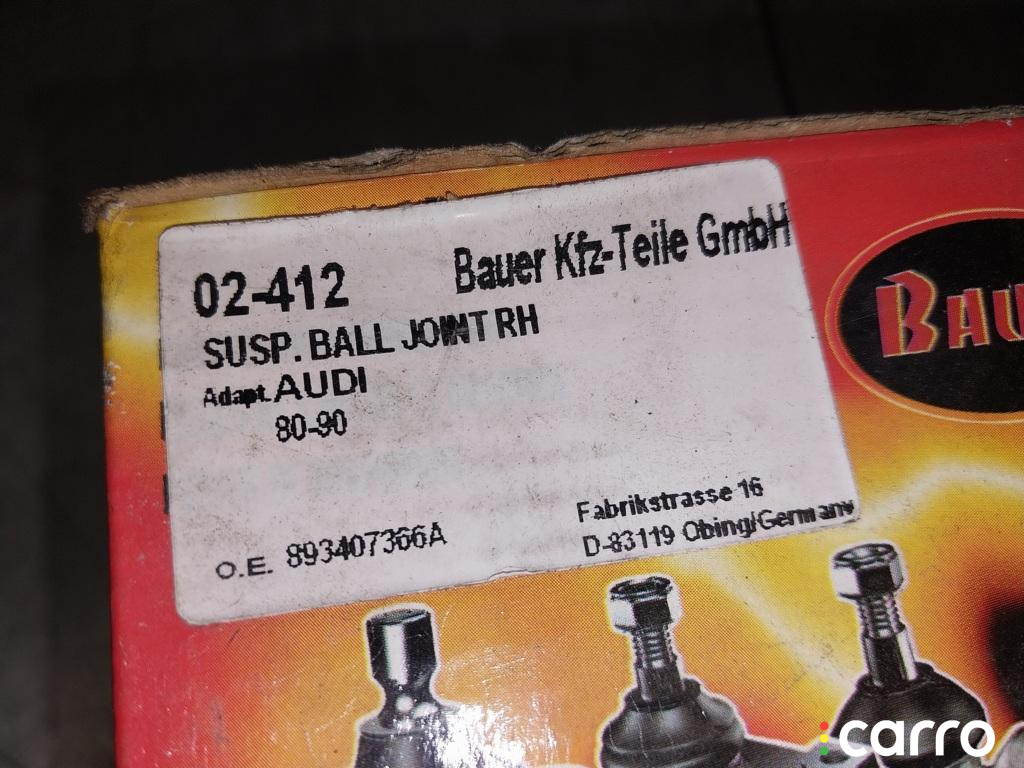 02-412 Bauer Kfz-Teile GmbH
SUSP. BALL JOINT RH
Adapt. AUDI
80-90
O.E. 893407366A
Fabrikstrasse 16
D-83119 Obing/Germany
BAU
carro